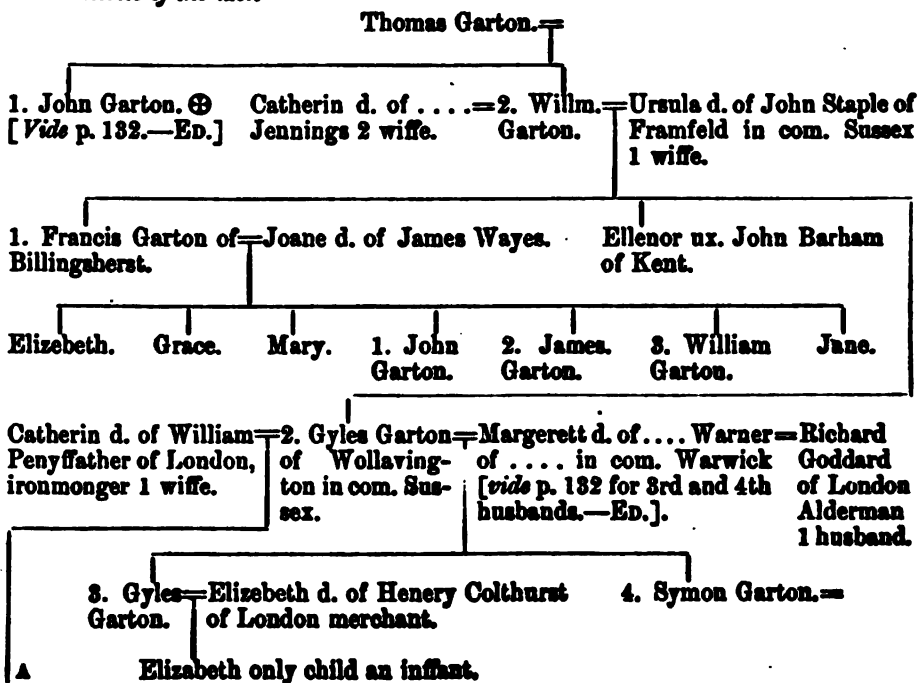 Thomas Garton.=
1. John Garton. ⊕ Catherin d. of . . . .=2. Willm.=Ursula d. of John Staple of
[Vide p. 132.—ED.] Jennings 2 wiffe. Garton. Framfeld in com. Sussex
1 wiffe.
1. Francis Garton of=Joane d. of James Wayes. Ellenor ux. John Barham
Billingsherst. of Kent.
Elizebeth. Grace. Mary. 1. John 2. James. 3. William Jane.
Garton. Garton. Garton.
Catherin d. of William=2. Gyles Garton=Margerett d. of . . . . Warner=Richard
Penyffather of London, of Wollaving- of . . . . in com. Warwick Goddard
ironmonger 1 wiffe. ton in com. Sus- [vide p. 132 for 3rd and 4th of London
sex. husbands.—ED.]. Alderman
1 husband.
3. Gyles=Elizebeth d. of Henery Colthurst 4. Symon Garton.=
Garton. of London merchant.
A Elizabeth only child an inffant.